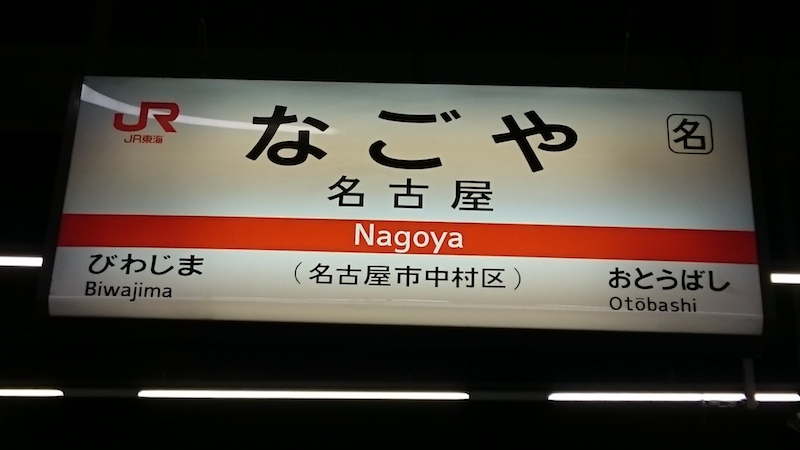 JR
JR東海
なごや
名
名古屋
Nagoya
びわじま
Biwajima
（名古屋市中村区）
おとうばし
Otōbashi